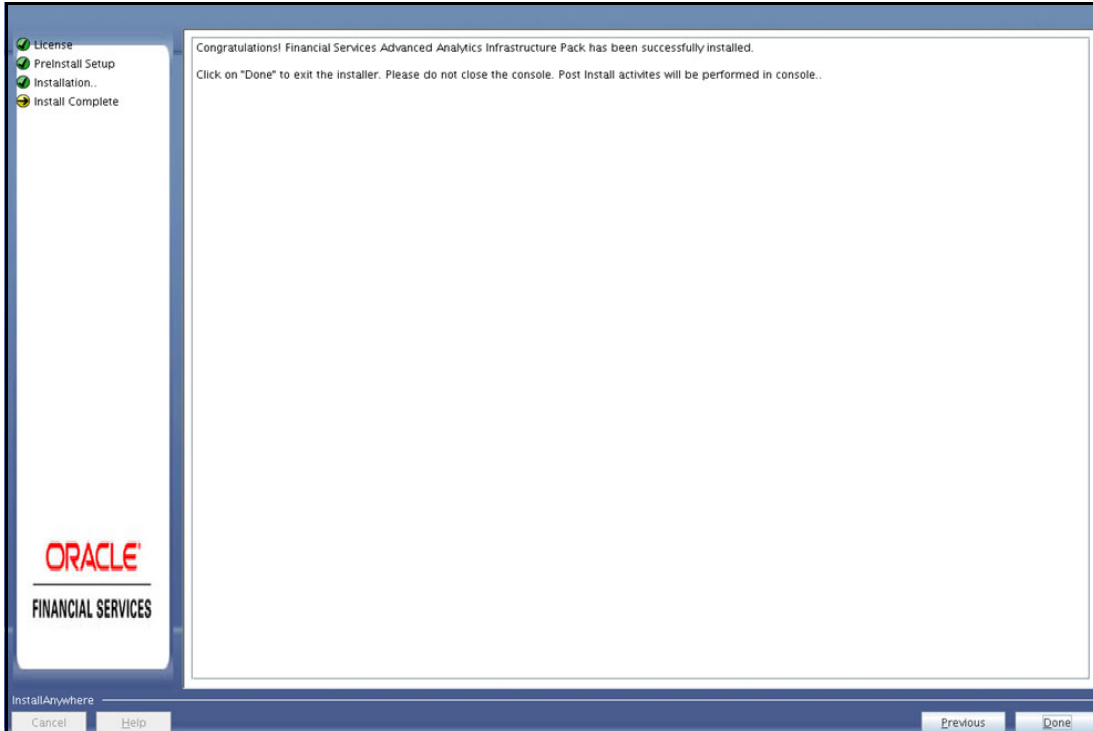 License
PreInstall Setup
Installation..
Install Complete
Congratulations! Financial Services Advanced Analytics Infrastructure Pack has been successfully installed.
Click on "Done" to exit the installer. Please do not close the console. Post Install activites will be performed in console..
ORACLE'
FINANCIAL SERVICES
InstallAnywhere
Cancel
Help
Previous
Done